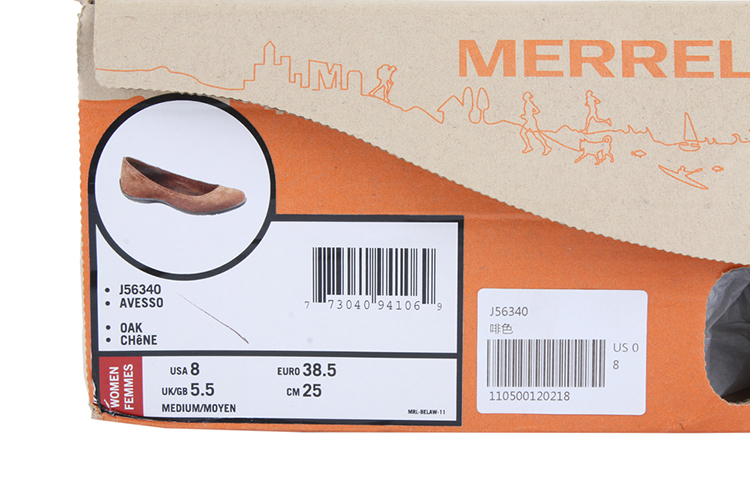 MERREL
J56340
AVESSO
OAK
CHêNE
7 73040 94106 9
WOMEN
FEMMES
USA 8 EURO 38.5
UK/GB 5.5 CM 25
MEDIUM/MOYEN
MRL-BELAW-11
J56340
啡色
US 0
8
110500120218